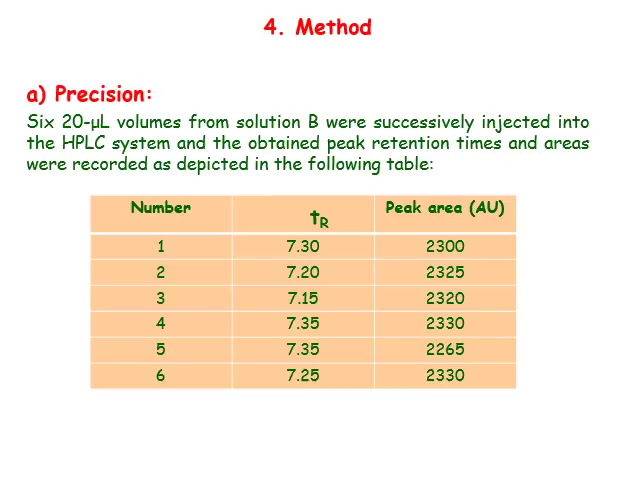 4. Method
a) Precision:
Six 20-µL volumes from solution B were successively injected into
the HPLC system and the obtained peak retention times and areas
were recorded as depicted in the following table:
Number tR Peak area (AU)
1 7.30 2300
2 7.20 2325
3 7.15 2320
4 7.35 2330
5 7.35 2265
6 7.25 2330